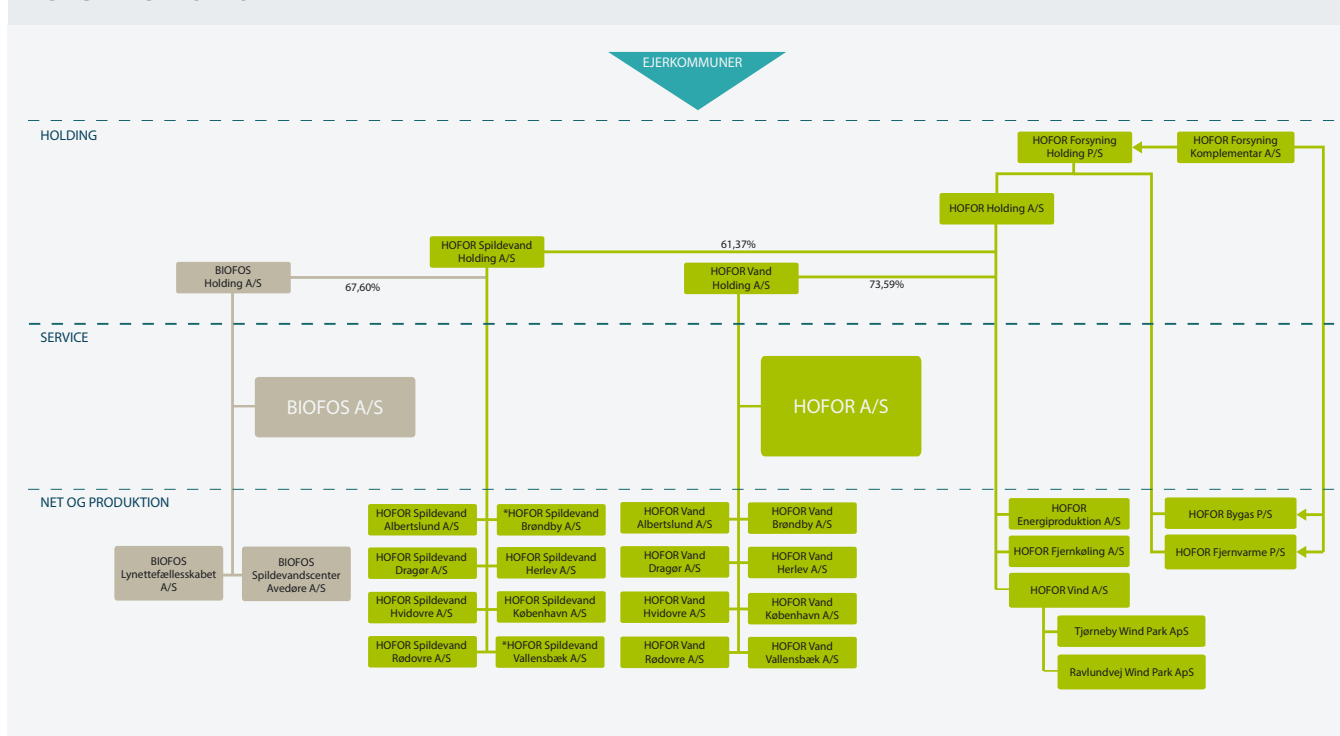 EJERKOMMUNER
HOLDING
HOFOR Forsyning
Holding P/S
HOFOR Forsyning
Komplementar A/S
HOFOR Holding A/S
HOFOR Spildevand
Holding A/S
61,37%
BIOFOS
Holding A/S
67,60%
HOFOR Vand
Holding A/S
73,59%
SERVICE
BIOFOS A/S
HOFOR A/S
NET OG PRODUKTION
BIOFOS
Lynettefællesskabet
A/S
BIOFOS
Spildevandscenter
Avedøre A/S
HOFOR Spildevand
Albertslund A/S
*HOFOR Spildevand
Brøndby A/S
HOFOR Spildevand
Dragør A/S
HOFOR Spildevand
Herlev A/S
HOFOR Spildevand
Hvidovre A/S
HOFOR Spildevand
København A/S
HOFOR Spildevand
Rødovre A/S
*HOFOR Spildevand
Vallensbæk A/S
HOFOR Vand
Albertslund A/S
HOFOR Vand
Brøndby A/S
HOFOR Vand
Dragør A/S
HOFOR Vand
Herlev A/S
HOFOR Vand
Hvidovre A/S
HOFOR Vand
København A/S
HOFOR Vand
Rødovre A/S
HOFOR Vand
Vallensbæk A/S
HOFOR
Energiproduktion A/S
HOFOR Fjernkøling A/S
HOFOR Vind A/S
Tjørneby Wind Park ApS
Ravlundvej Wind Park ApS
HOFOR Bygas P/S
HOFOR Fjernvarme P/S